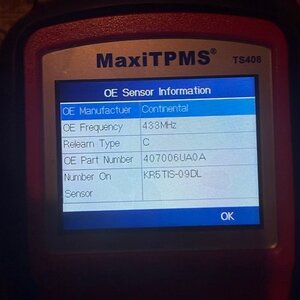 MaxiTPMS® TS408
OE Sensor Information
OE Manufactuer Continental
OE Frequency 433MHz
Relearn Type C
OE Part Number 407006UA0A
Number On KR5TIS-09DL
Sensor
OK